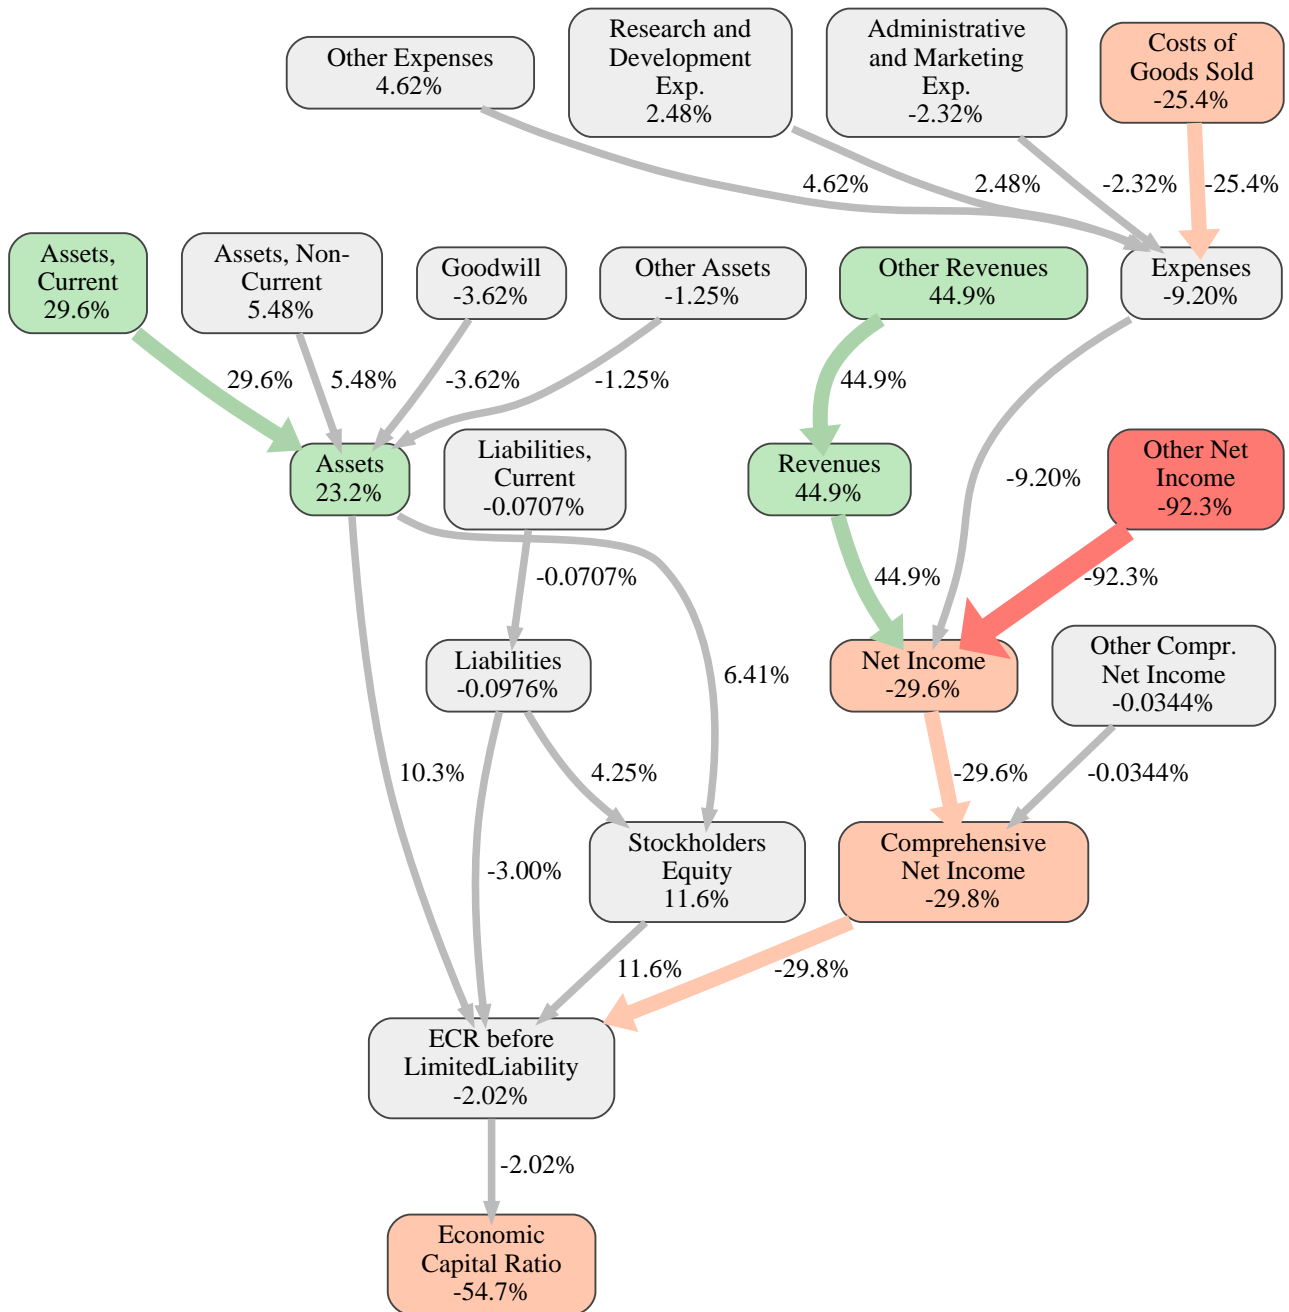 Other Expenses
4.62%
Research and
Development
Exp.
2.48%
Administrative
and Marketing
Exp.
-2.32%
Costs of
Goods Sold
-25.4%
4.62%
2.48%
-2.32%
-25.4%
Assets,
Current
29.6%
Assets, Non-
Current
5.48%
Goodwill
-3.62%
Other Assets
-1.25%
Other Revenues
44.9%
Expenses
-9.20%
29.6%
5.48%
-3.62%
-1.25%
44.9%
-9.20%
Assets
23.2%
Liabilities,
Current
-0.0707%
Revenues
44.9%
Other Net
Income
-92.3%
-0.0707%
44.9%
-92.3%
Liabilities
-0.0976%
6.41%
Net Income
-29.6%
Other Compr.
Net Income
-0.0344%
10.3%
4.25%
-29.6%
-0.0344%
-3.00%
Stockholders
Equity
11.6%
Comprehensive
Net Income
-29.8%
11.6%
-29.8%
ECR before
LimitedLiability
-2.02%
-2.02%
Economic
Capital Ratio
-54.7%